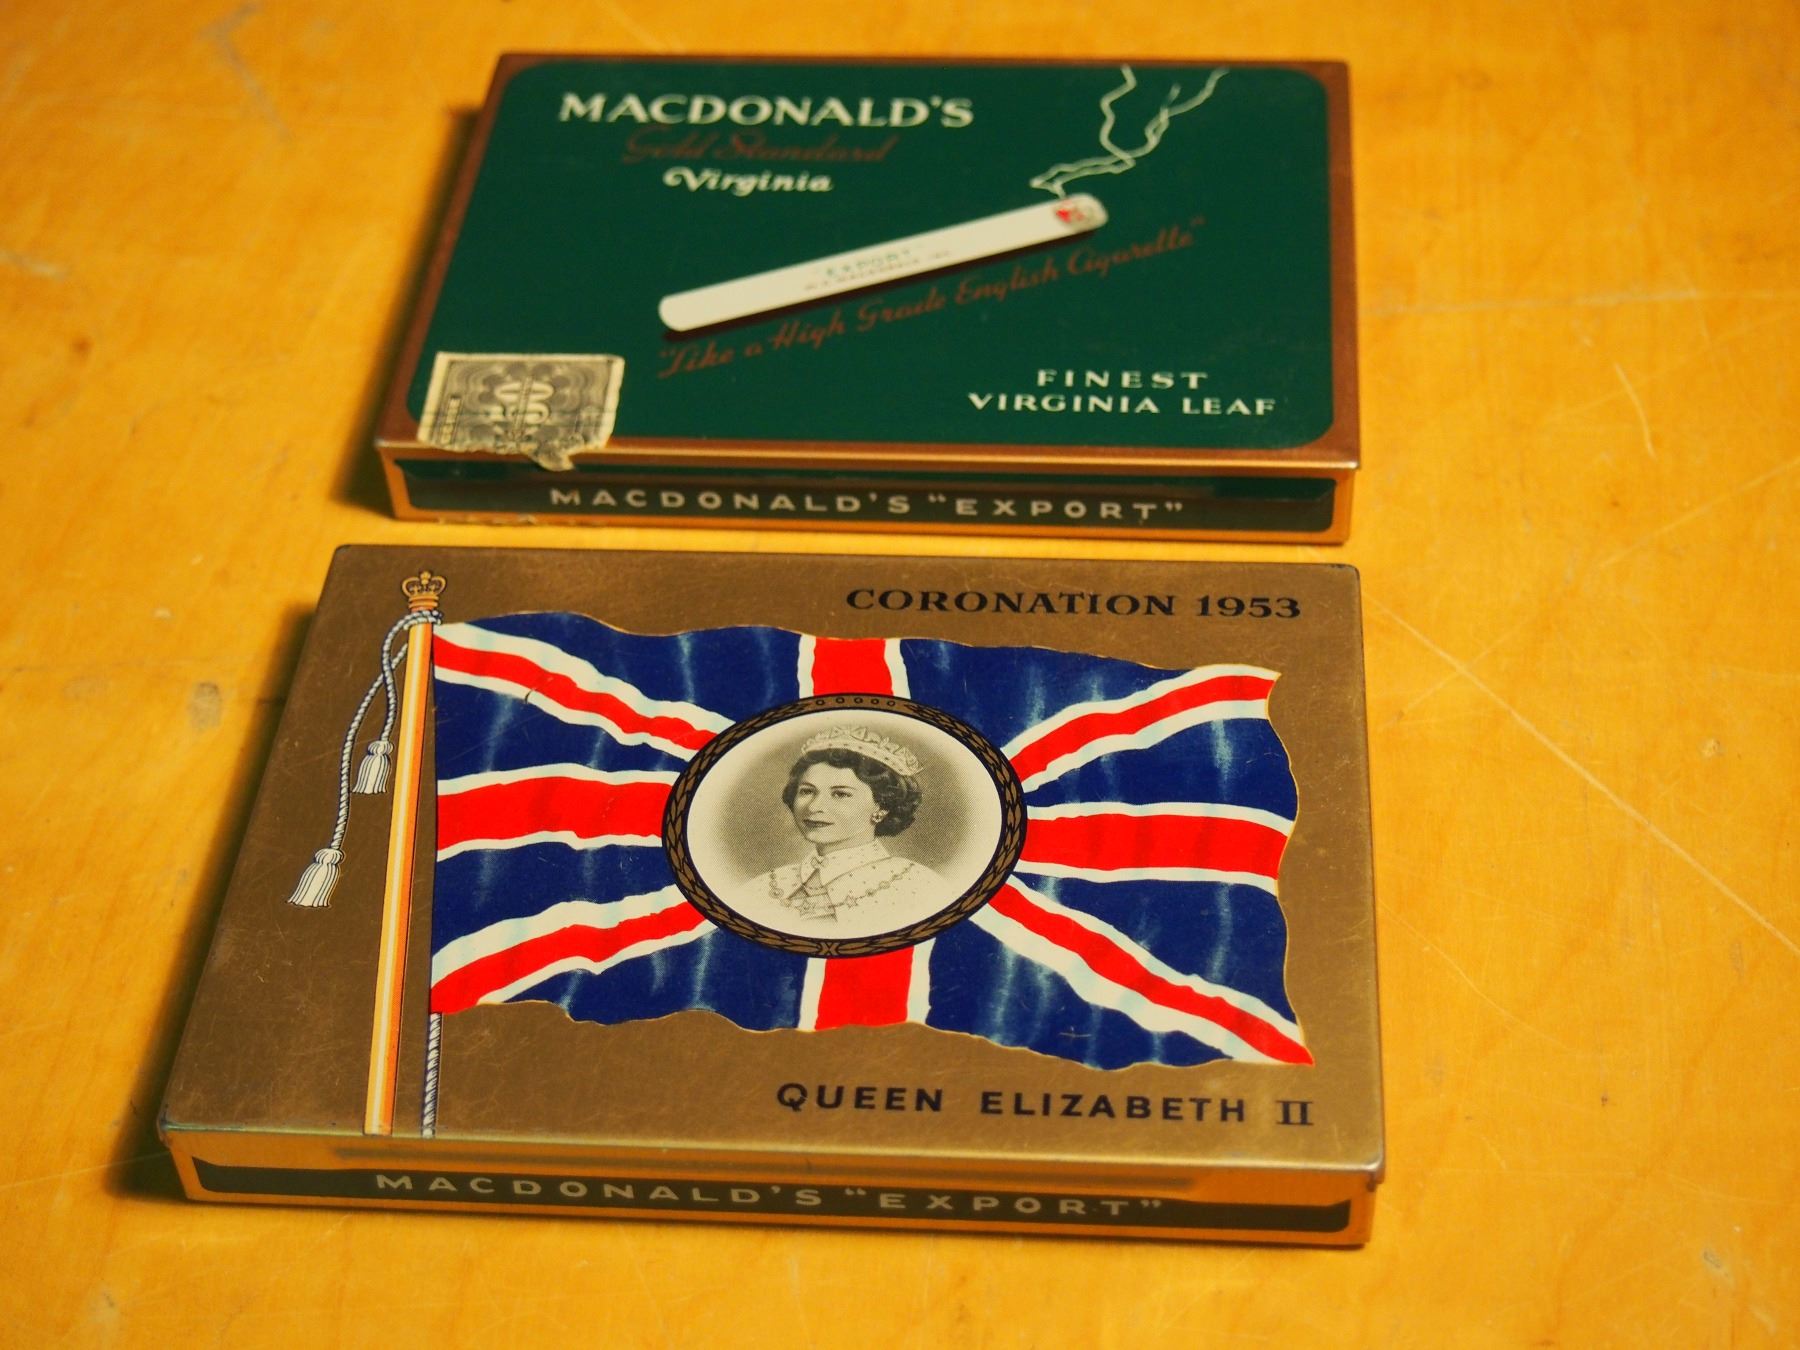 MACDONALD'S
Gold Standard
Virginia
"EXPORT"
"Like a High Grade English Cigarette"
FINEST
VIRGINIA LEAF
MACDONALD'S "EXPORT"
CORONATION 1953
QUEEN ELIZABETH II
MACDONALD'S "EXPORT"